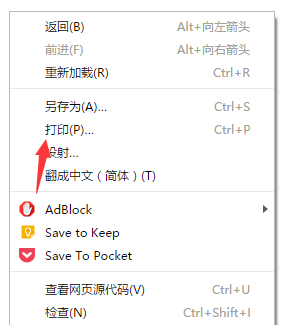 返回(B) Alt+向左箭头
前进(F) Alt+向右箭头
重新加载(R) Ctrl+R
另存为(A)... Ctrl+S
打印(P)... Ctrl+P
投射...
翻成中文（简体）(T)
AdBlock
Save to Keep
Save To Pocket
查看网页源代码(V) Ctrl+U
检查(N) Ctrl+Shift+I